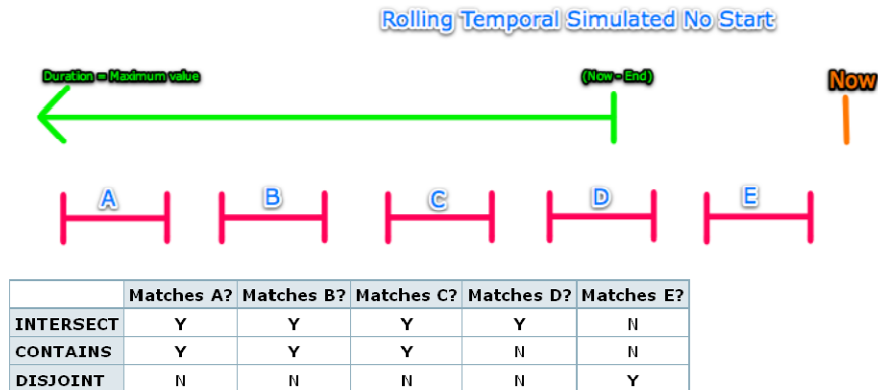 Rolling Temporal Simulated No Start
Duration = Maximum value (Now - End) Now
A B C D E
Matches A? Matches B? Matches C? Matches D? Matches E?
INTERSECT Y Y Y Y N
CONTAINS Y Y Y N N
DISJOINT N N N N Y